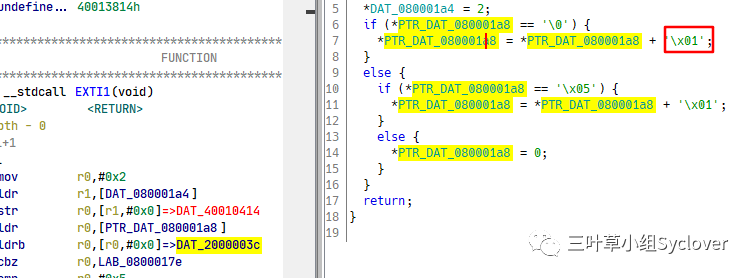 undefine... 40013814h
******************************************
FUNCTION
******************************************
__stdcall EXTI1(void)
<RETURN>
mov r0,#0x2
ldr r1,[DAT_080001a4]
str r0,[r1,#0x0]=>DAT_40010414
ldr r0,[PTR_DAT_080001a8]
ldrb r0,[r0,#0x0]=>DAT_2000003c
cbz r0,LAB_0800017e
5 *DAT_080001a4 = 2;
6 if (*PTR_DAT_080001a8 == '\0') {
7 *PTR_DAT_080001a8 = *PTR_DAT_080001a8 + '\x01';
8 }
9 else {
10 if (*PTR_DAT_080001a8 == '\x05') {
11 *PTR_DAT_080001a8 = *PTR_DAT_080001a8 + '\x01';
12 }
13 else {
14 *PTR_DAT_080001a8 = 0;
15 }
16 }
17 return;
18 }
19
三叶草小组Syclover